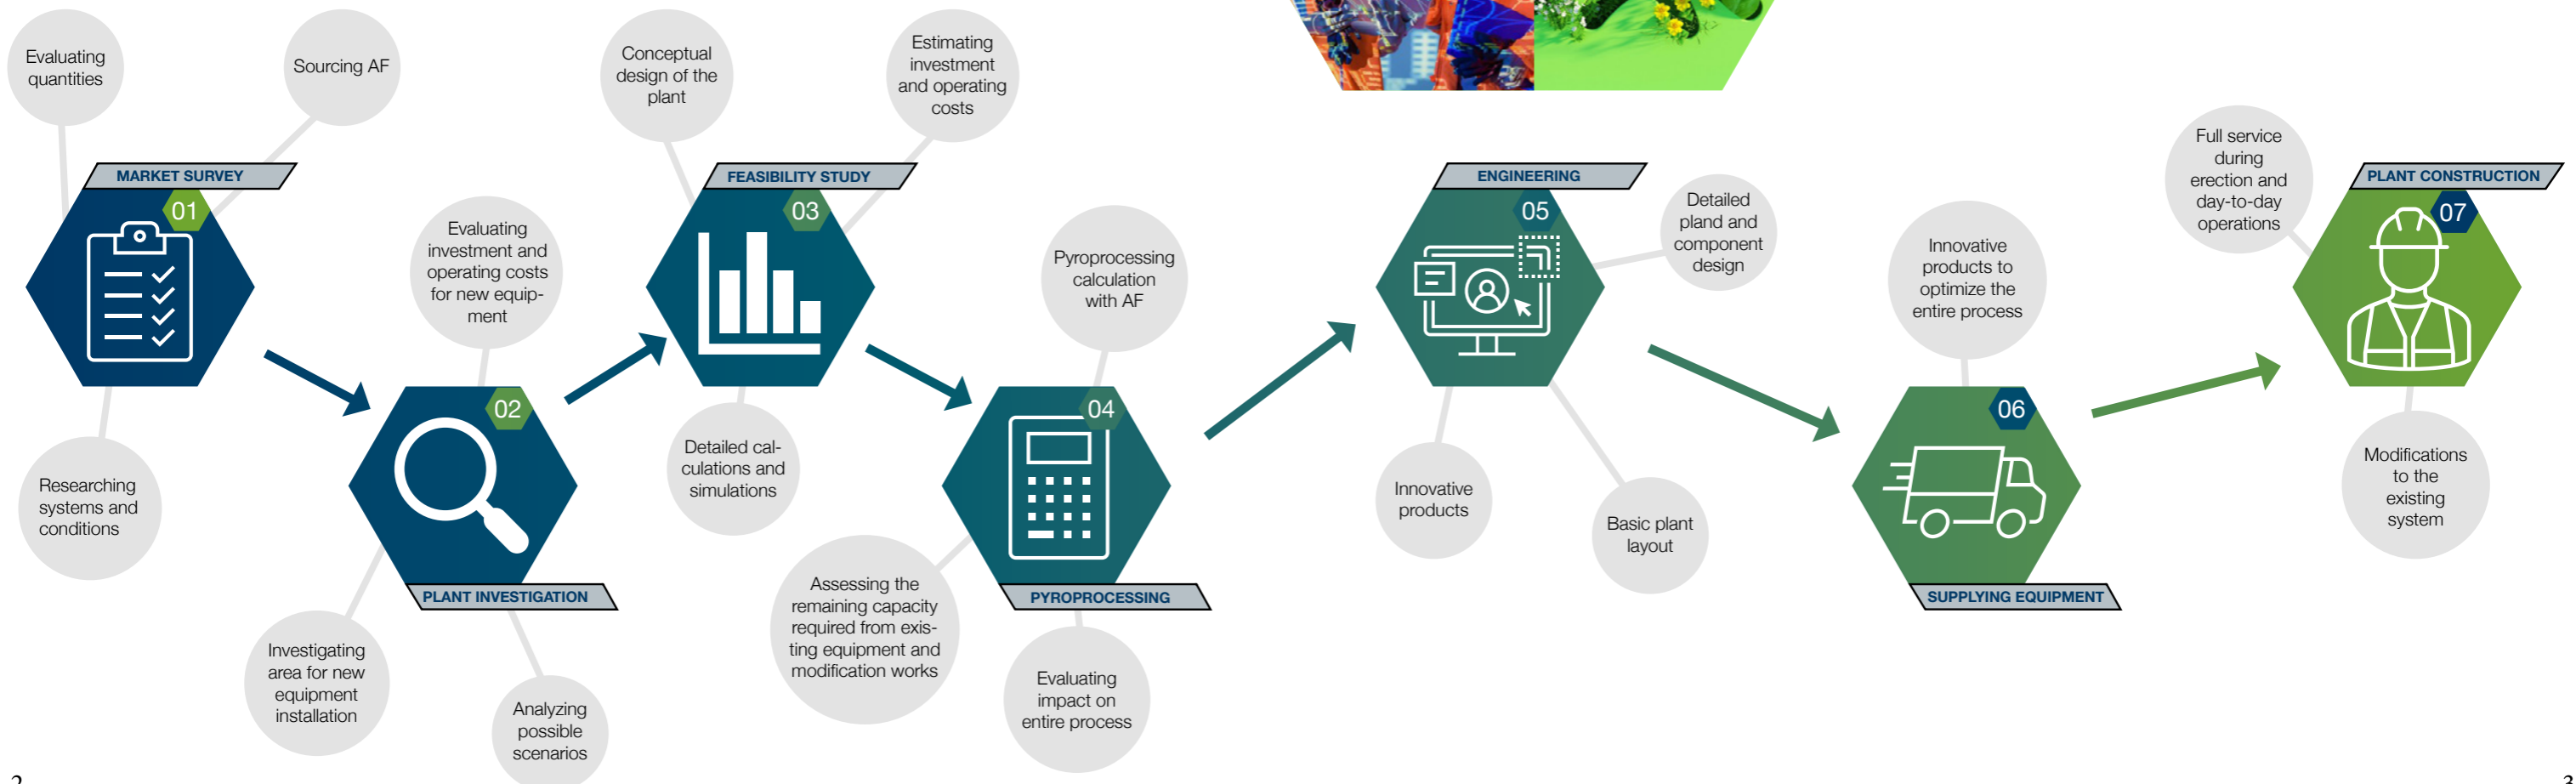 Evaluating
quantities
Sourcing AF
MARKET SURVEY
01
Researching
systems and
conditions
Evaluating
investment and
operating costs
for new equip-
ment
02
PLANT INVESTIGATION
Investigating
area for new
equipment
installation
Analyzing
possible
scenarios
Conceptual
design of the
plant
Estimating
investment
and operating
costs
FEASIBILITY STUDY
03
Detailed cal-
culations and
simulations
Pyroprocessing
calculation
with AF
04
PYROPROCESSING
Assessing the
remaining capacity
required from exis-
ting equipment and
modification works
Evaluating
impact on
entire process
ENGINEERING
05
Detailed
pland and
component
design
Innovative
products
Basic plant
layout
Innovative
products to
optimize the
entire process
06
SUPPLYING EQUIPMENT
Full service
during
erection and
day-to-day
operations
PLANT CONSTRUCTION
07
Modifications
to the
existing
system
2
3